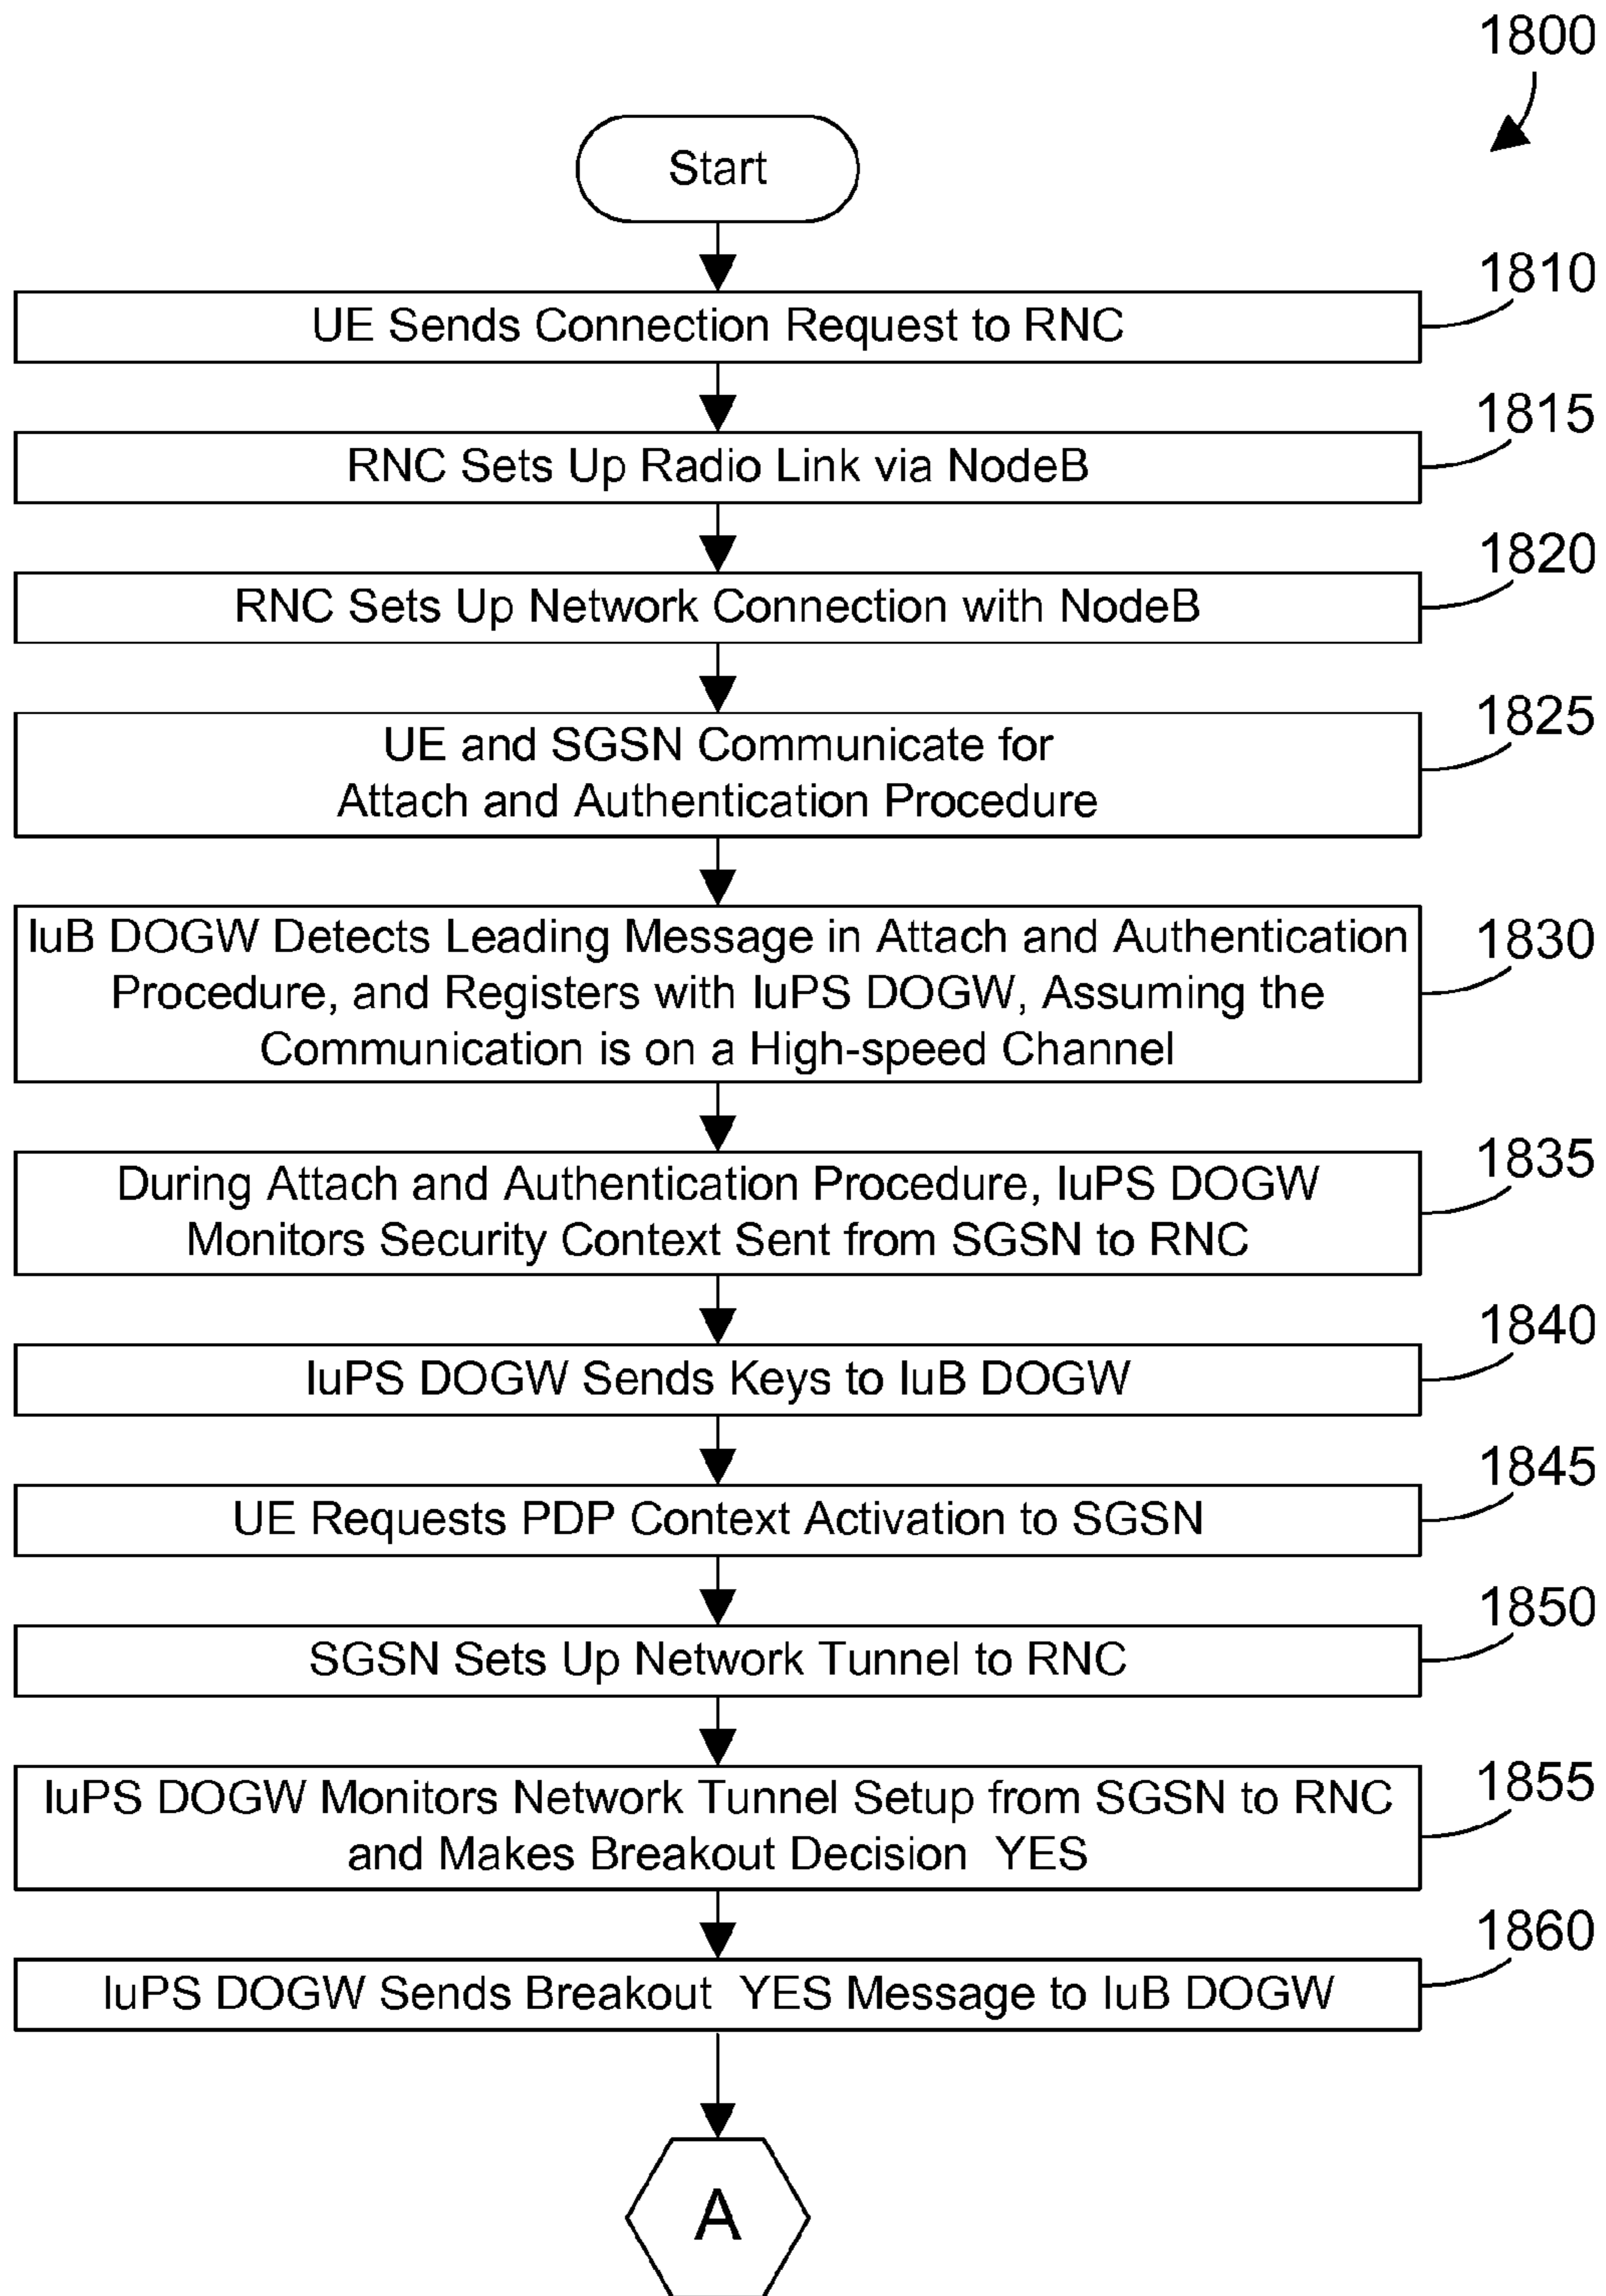 1800
Start
1810
UE Sends Connection Request to RNC
1815
RNC Sets Up Radio Link via NodeB
1820
RNC Sets Up Network Connection with NodeB
1825
UE and SGSN Communicate for
Attach and Authentication Procedure
1830
IuB DOGW Detects Leading Message in Attach and Authentication
Procedure, and Registers with IuPS DOGW, Assuming the
Communication is on a High-speed Channel
1835
During Attach and Authentication Procedure, IuPS DOGW
Monitors Security Context Sent from SGSN to RNC
1840
IuPS DOGW Sends Keys to IuB DOGW
1845
UE Requests PDP Context Activation to SGSN
1850
SGSN Sets Up Network Tunnel to RNC
1855
IuPS DOGW Monitors Network Tunnel Setup from SGSN to RNC
and Makes Breakout Decision YES
1860
IuPS DOGW Sends Breakout YES Message to IuB DOGW
A